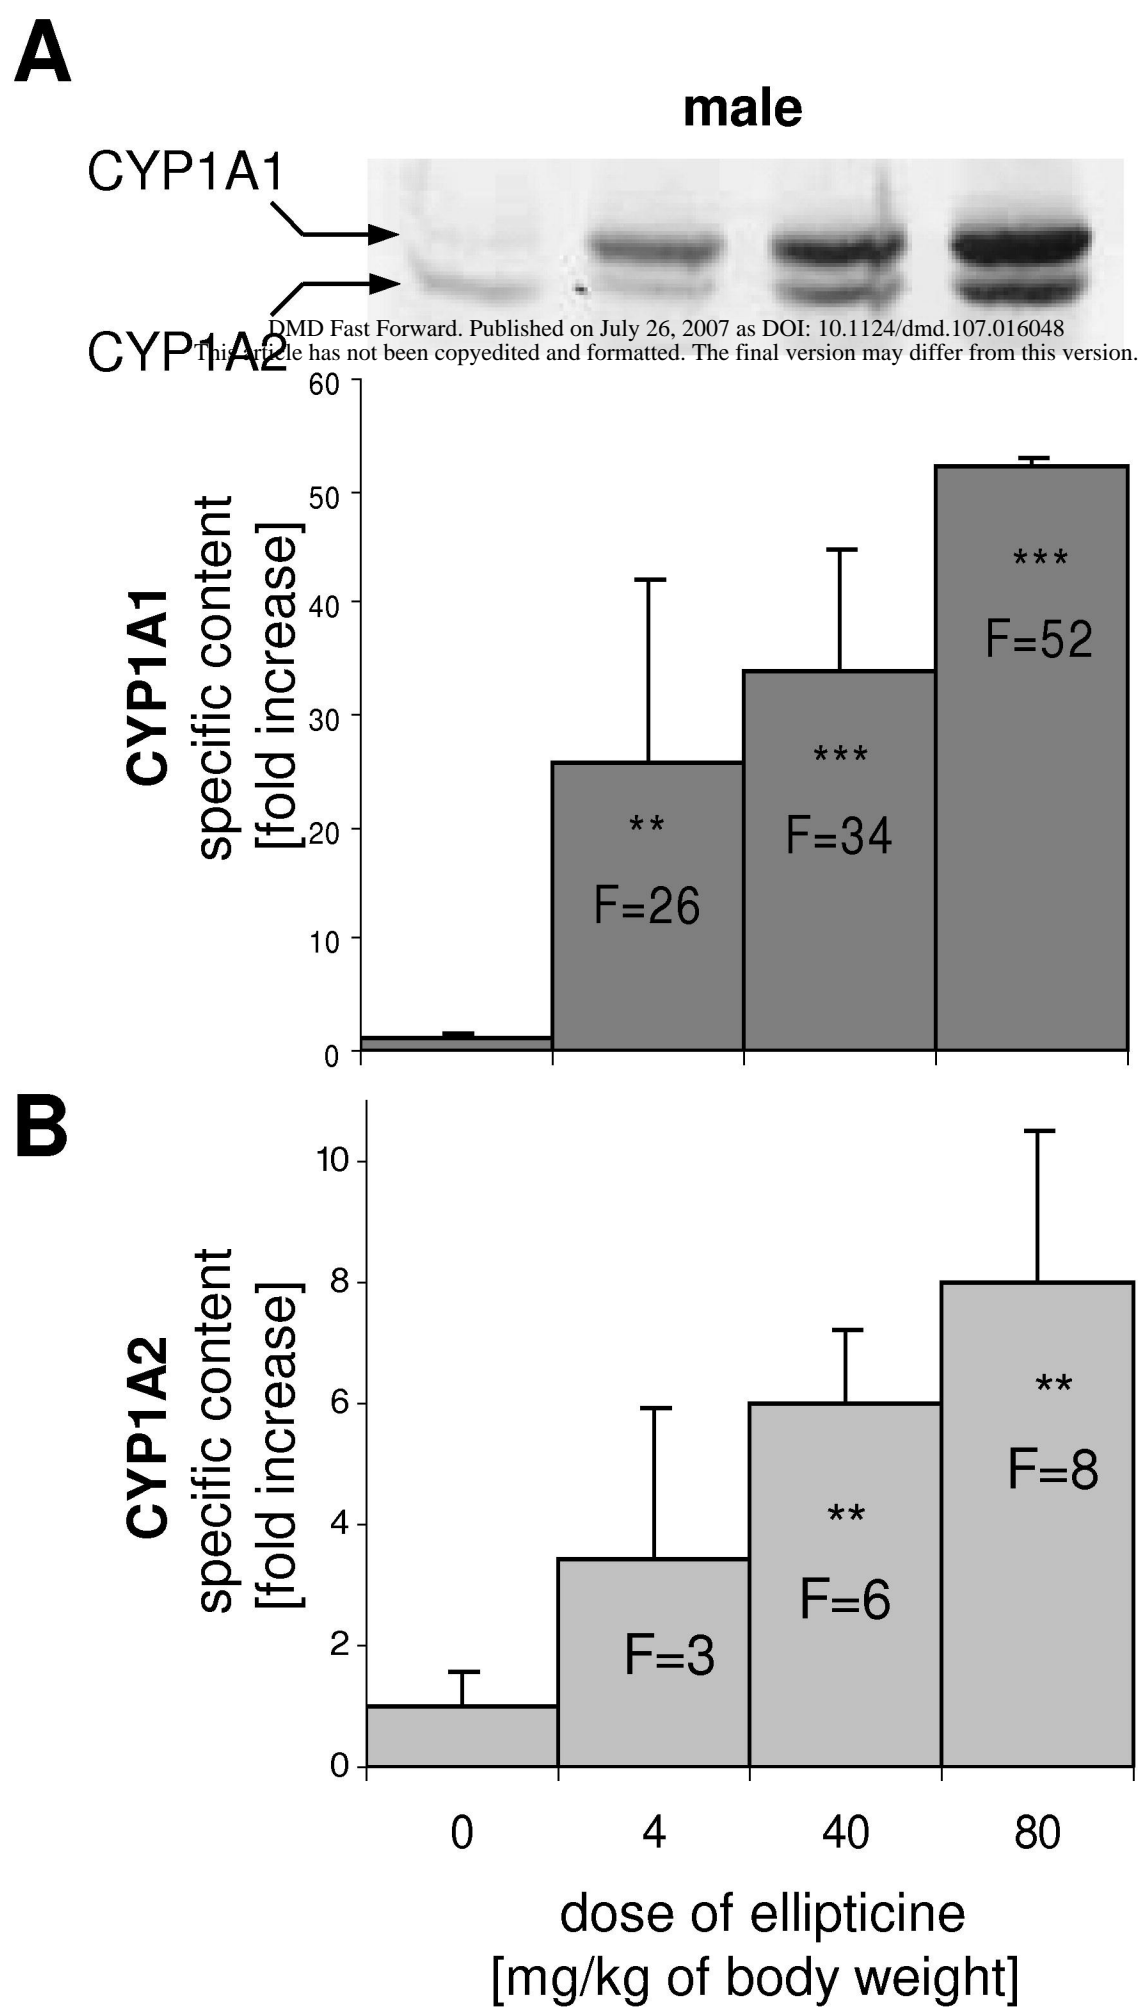 A
male
CYP1A1
CYP1A2
DMD Fast Forward. Published on July 26, 2007 as DOI: 10.1124/dmd.107.016048
This article has not been copyedited and formatted. The final version may differ from this version.
CYP1A1
specific content
[fold increase]
60
50
40
30
20
10
0
**
F=26
***
F=34
***
F=52
B
CYP1A2
specific content
[fold increase]
10
8
6
4
2
0
F=3
**
F=6
**
F=8
0 4 40 80
dose of ellipticine
[mg/kg of body weight]